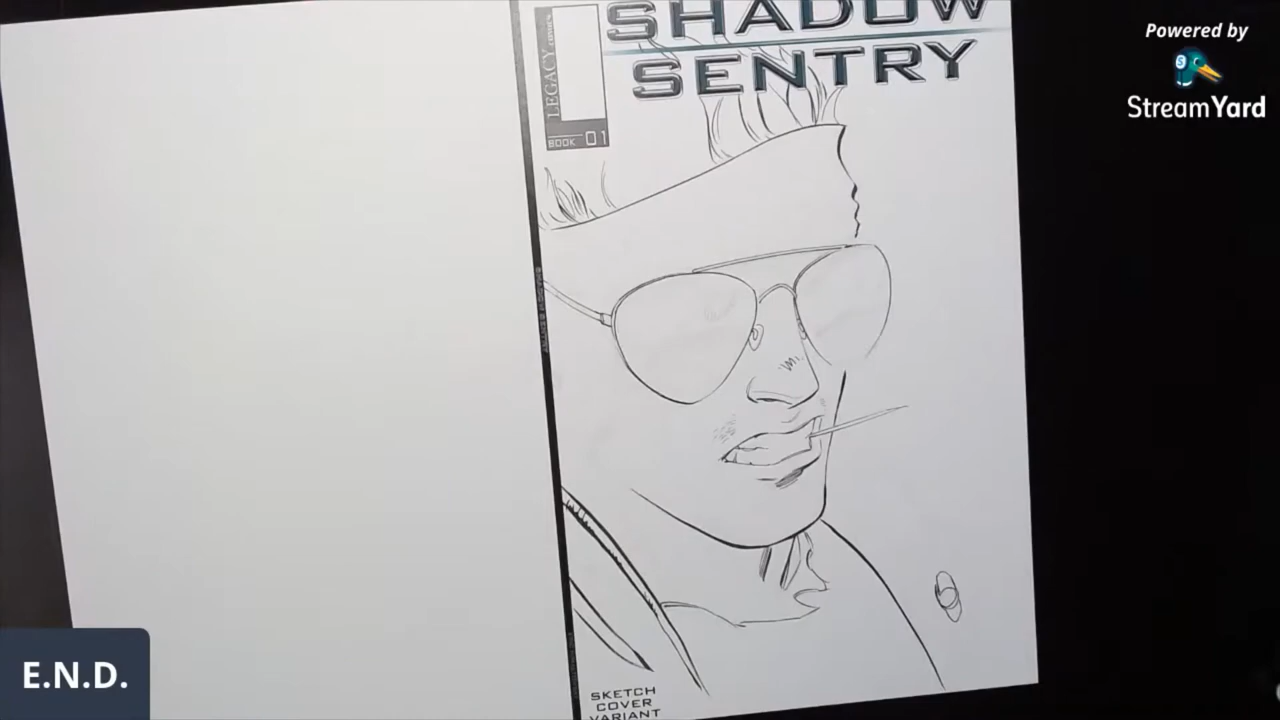 SHADOW
SENTRY
LEGACY
BOOK 01
SKETCH
COVER
VARIANT
Powered by
StreamYard
E.N.D.